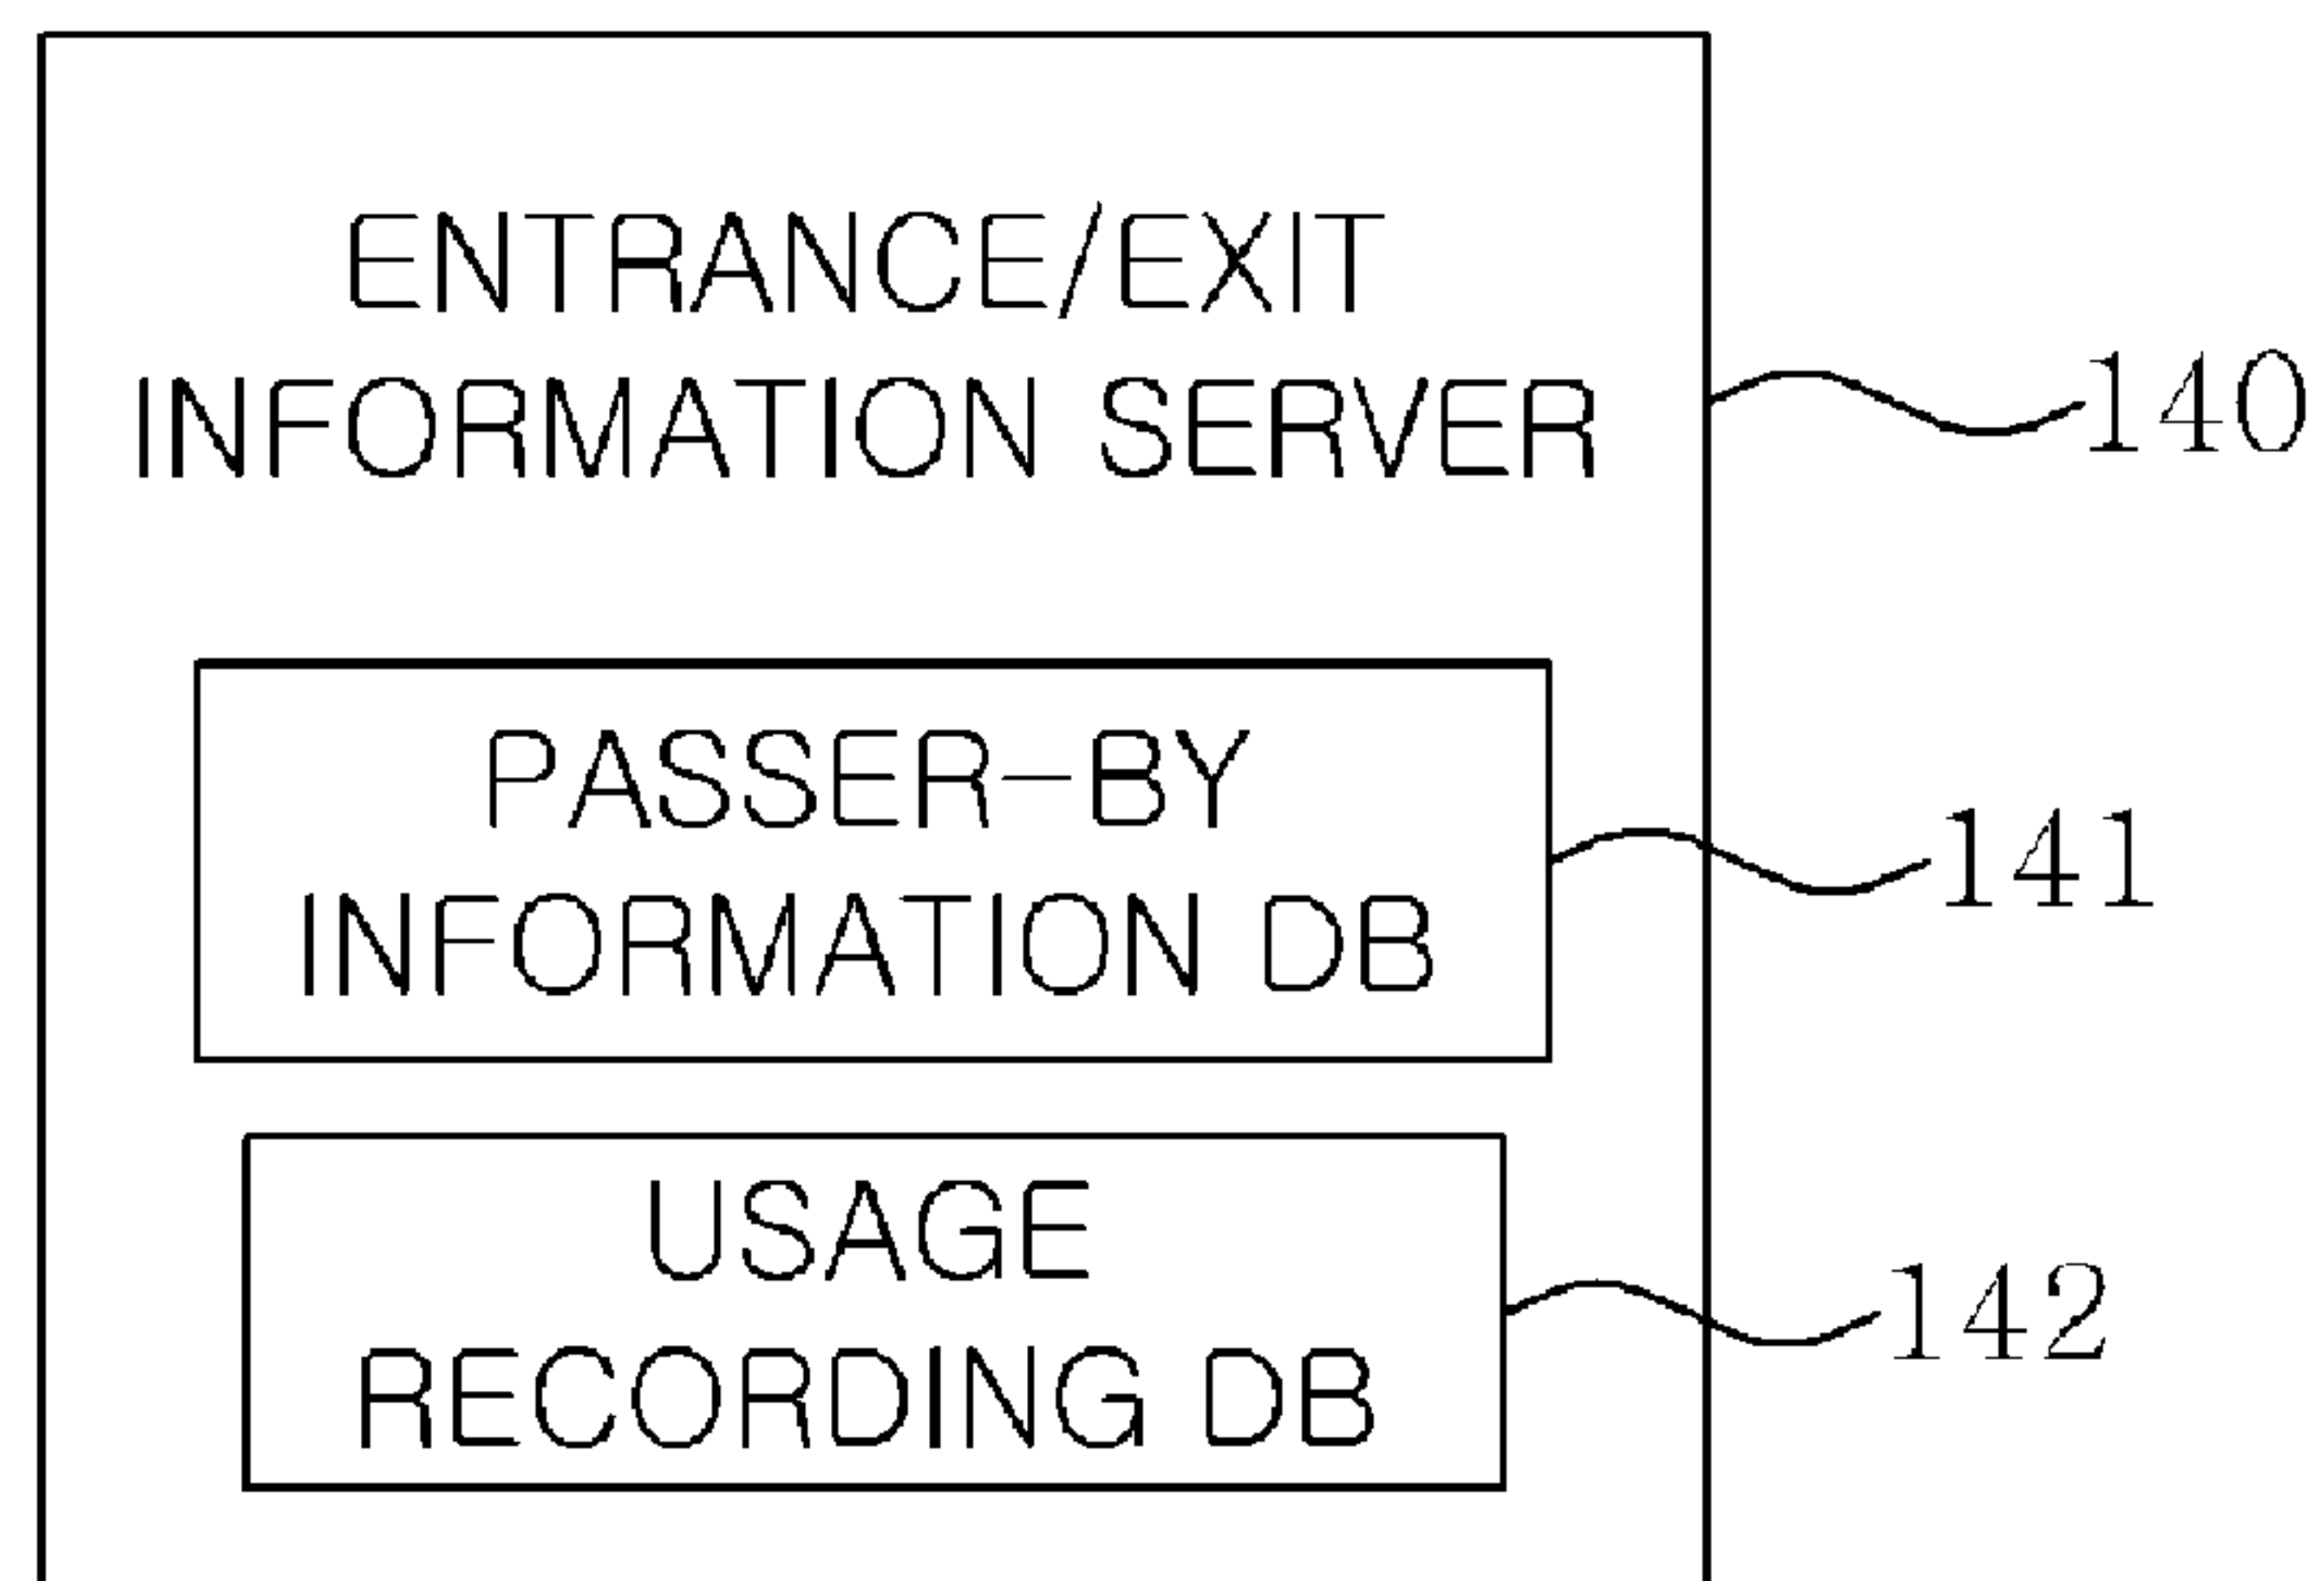 ENTRANCE/EXIT
INFORMATION SERVER
140
PASSER-BY
INFORMATION DB
141
USAGE
RECORDING DB
142